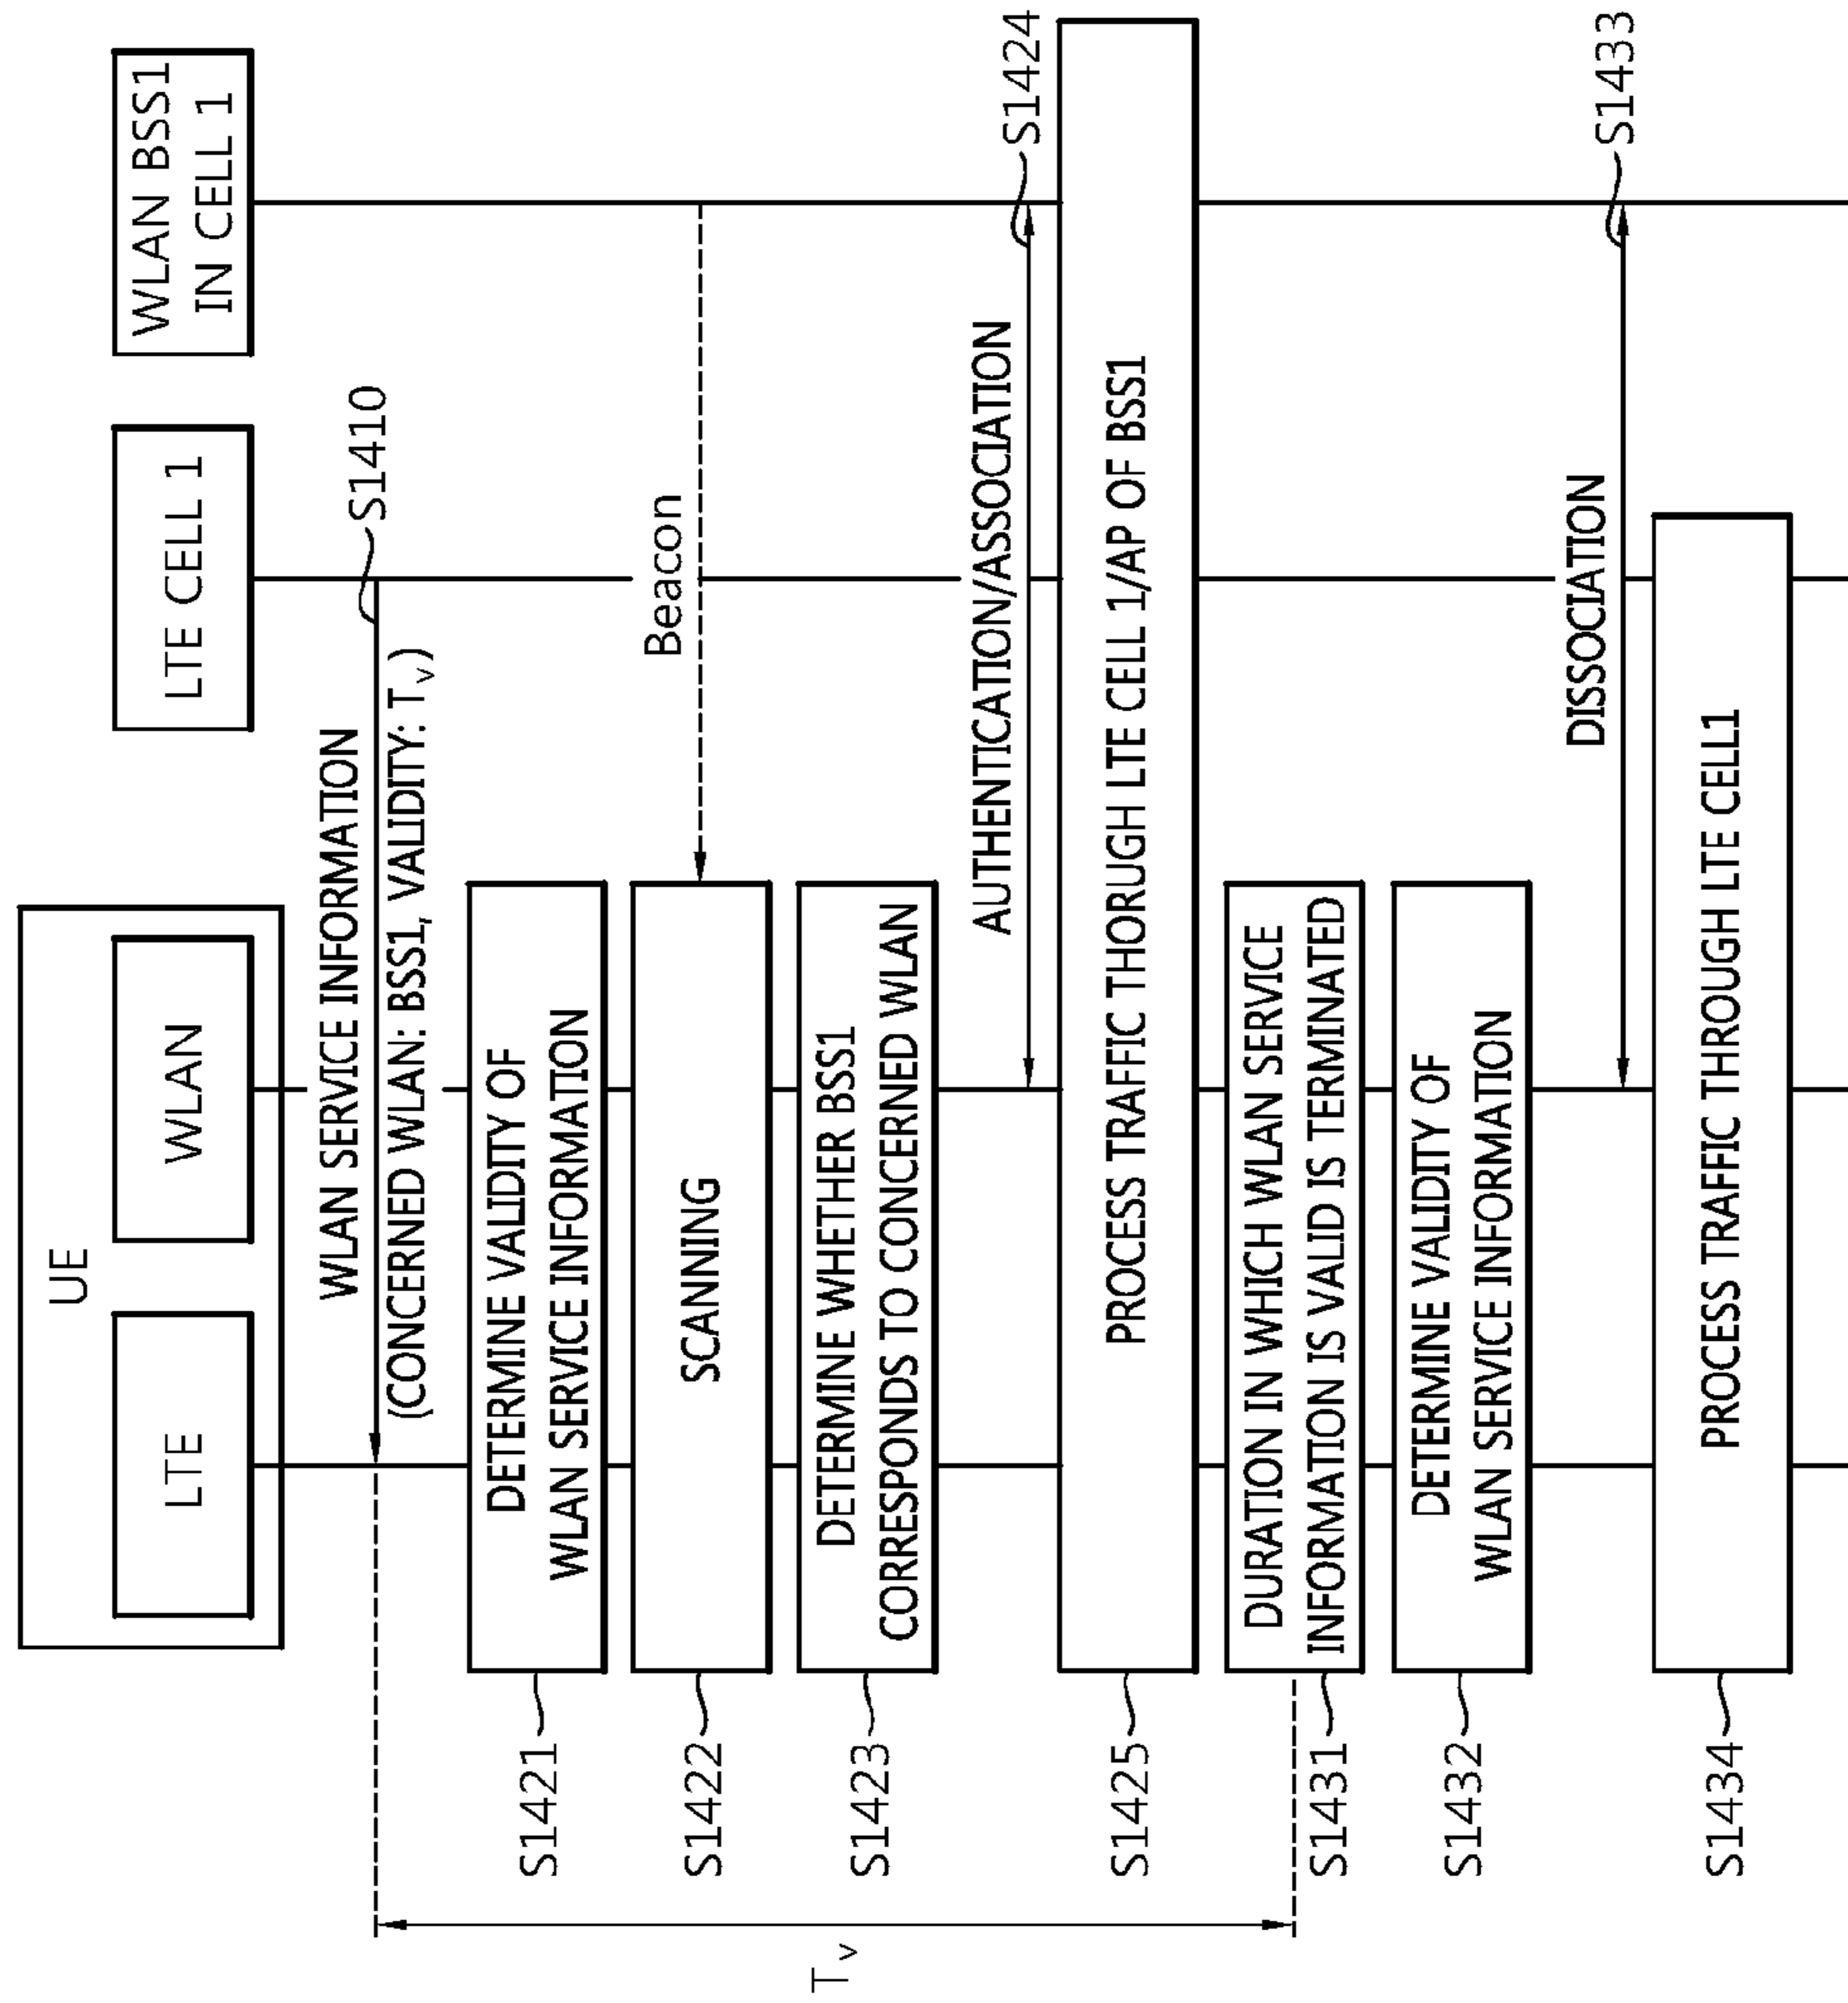 UE
LTE
WLAN
LTE CELL 1
WLAN BSS1
IN CELL 1
WLAN SERVICE INFORMATION
S1410
(CONCERNED WLAN: BSS1, VALIDITY: Tv)
S1421
DETERMINE VALIDITY OF
WLAN SERVICE INFORMATION
Beacon
S1422
SCANNING
S1423
DETERMINE WHETHER BSS1
CORRESPONDS TO CONCERNED WLAN
Tv
AUTHENTICATION/ASSOCIATION
S1424
S1425
PROCESS TRAFFIC THORUGH LTE CELL 1/AP OF BSS1
S1431
DURATION IN WHICH WLAN SERVICE
INFORMATION IS VALID IS TERMINATED
S1432
DETERMINE VALIDITY OF
WLAN SERVICE INFORMATION
DISSOCIATION
S1433
S1434
PROCESS TRAFFIC THROUGH LTE CELL1